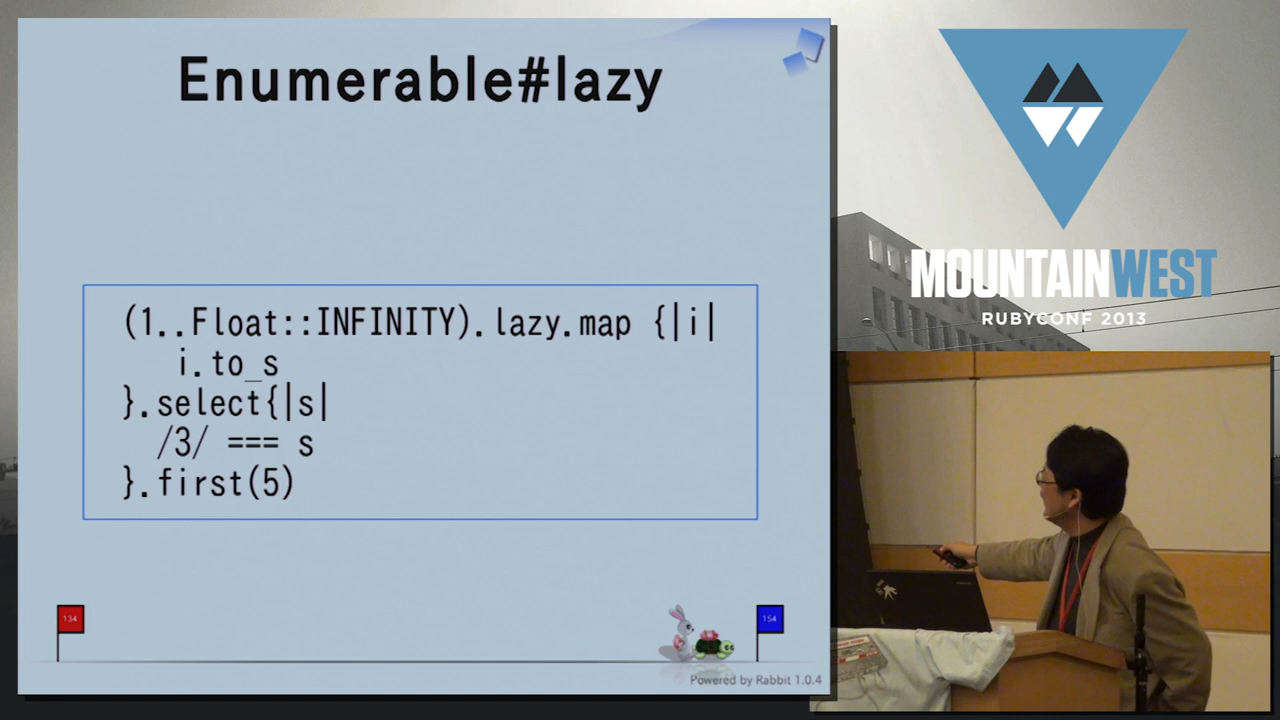 Enumerable#lazy
(1..Float::INFINITY).lazy.map {|i|
i.to_s
}.select{|s|
/3/ === s
}.first(5)
134
154
Powered by Rabbit 1.0.4
MOUNTAINWEST
RUBYCONF 2013